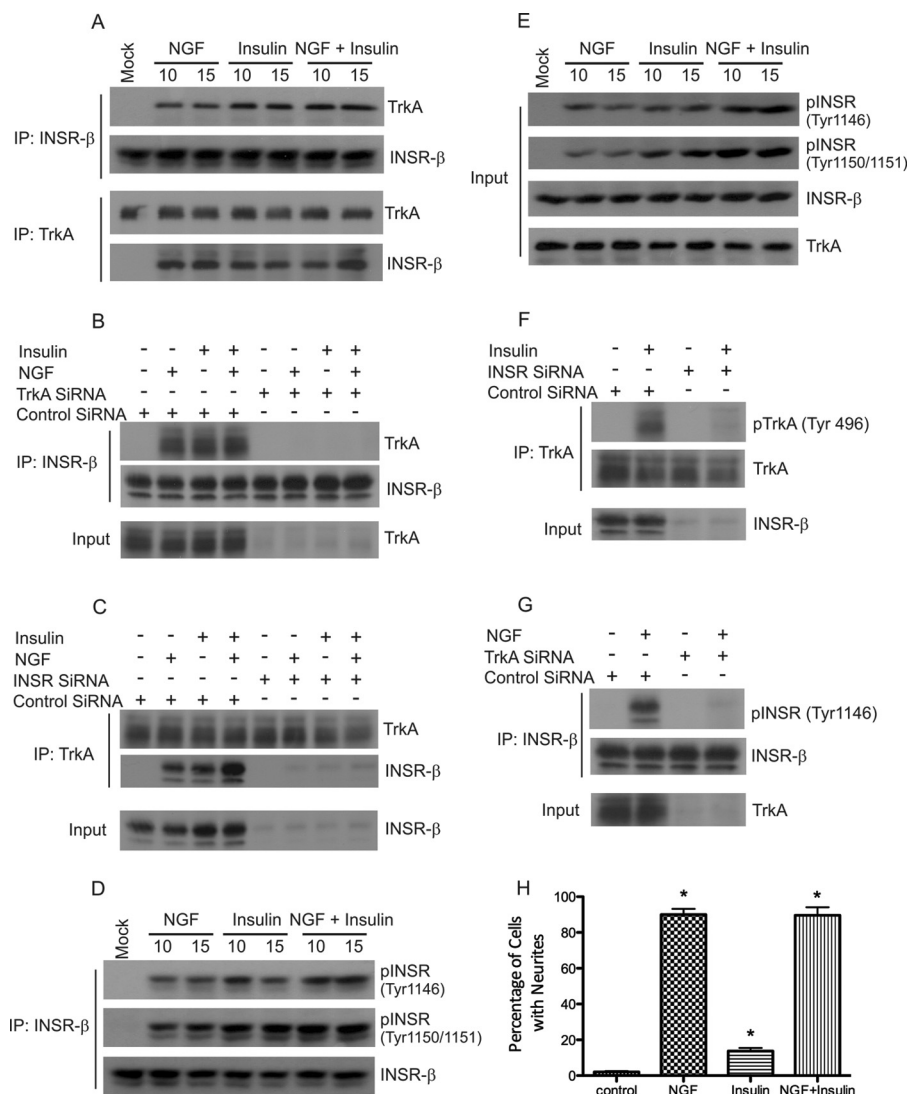 A
Mock
NGF Insulin NGF + Insulin
10 15 10 15 10 15
IP: INSR-β
TrkA
INSR-β
IP: TrkA
TrkA
INSR-β
B
Insulin - - + + - - + +
NGF - + - + - + - +
TrkA SiRNA - - - - + + + +
Control SiRNA + + + + - - - -
IP: INSR-β
TrkA
INSR-β
Input
TrkA
C
Insulin - - + + - - + +
NGF - + - + - + - +
INSR SiRNA - - - - + + + +
Control SiRNA + + + + - - - -
IP: TrkA
TrkA
INSR-β
Input
INSR-β
D
Mock
NGF Insulin NGF + Insulin
10 15 10 15 10 15
IP: INSR-β
pINSR
(Tyr1146)
pINSR
(Tyr1150/1151)
INSR-β
E
Mock
NGF Insulin NGF + Insulin
10 15 10 15 10 15
Input
pINSR
(Tyr1146)
pINSR
(Tyr1150/1151)
INSR-β
TrkA
F
Insulin - + - +
INSR SiRNA - - + +
Control SiRNA + + - -
IP: TrkA
pTrkA (Tyr 496)
TrkA
Input
INSR-β
G
NGF - + - +
TrkA SiRNA - - + +
Control SiRNA + + - -
IP: INSR-β
pINSR (Tyr1146)
INSR-β
Input
TrkA
H
Percentage of Cells
with Neurites
100
80
60
40
20
0
* * *
control NGF Insulin NGF+Insulin